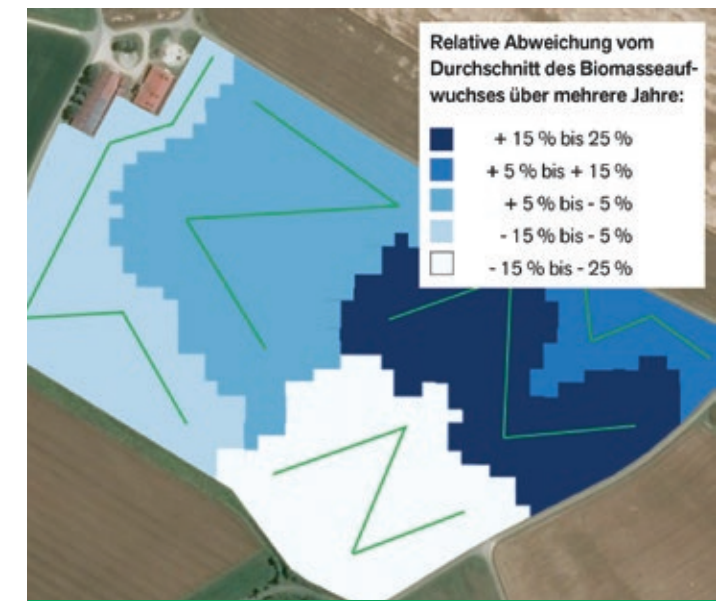 Relative Abweichung vom
Durchschnitt des Biomasseauf-
wuchses über mehrere Jahre:
+ 15 % bis 25 %
+ 5 % bis + 15 %
+ 5 % bis - 5 %
- 15 % bis - 5 %
- 15 % bis - 25 %